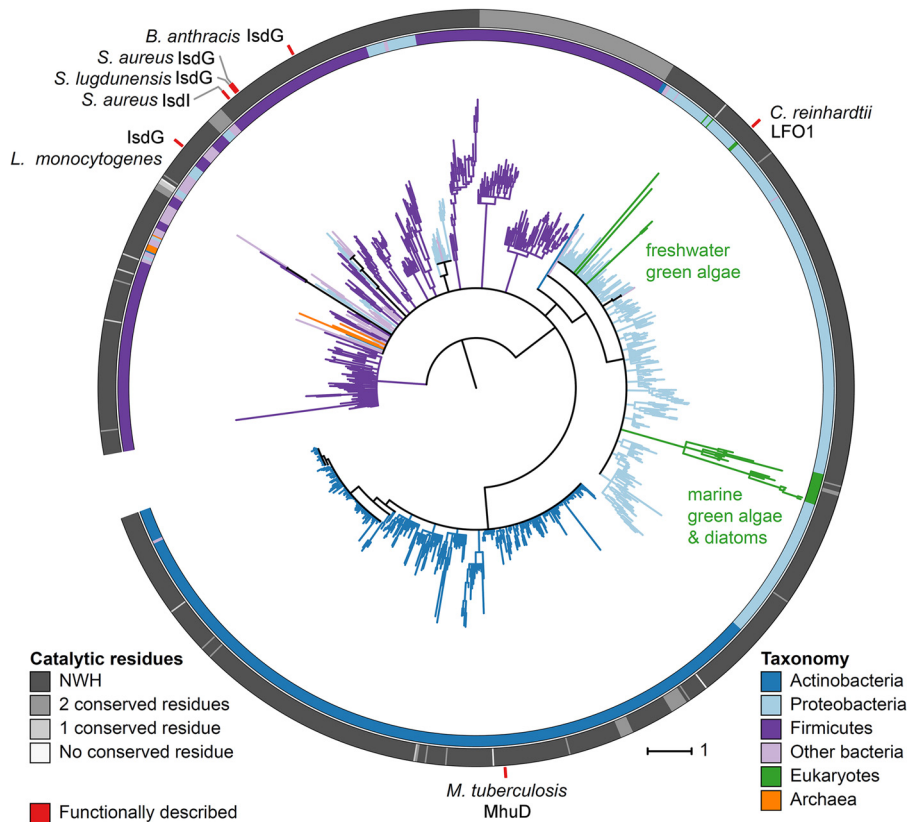 B. anthracis IsdG
S. aureus IsdG
S. lugdunensis IsdG
S. aureus IsdI
IsdG
L. monocytogenes
C. reinhardtii
LFO1
freshwater
green algae
marine
green algae
& diatoms
Catalytic residues
NWH
2 conserved residues
1 conserved residue
No conserved residue
Functionally described
M. tuberculosis
MhuD
1
Taxonomy
Actinobacteria
Proteobacteria
Firmicutes
Other bacteria
Eukaryotes
Archaea